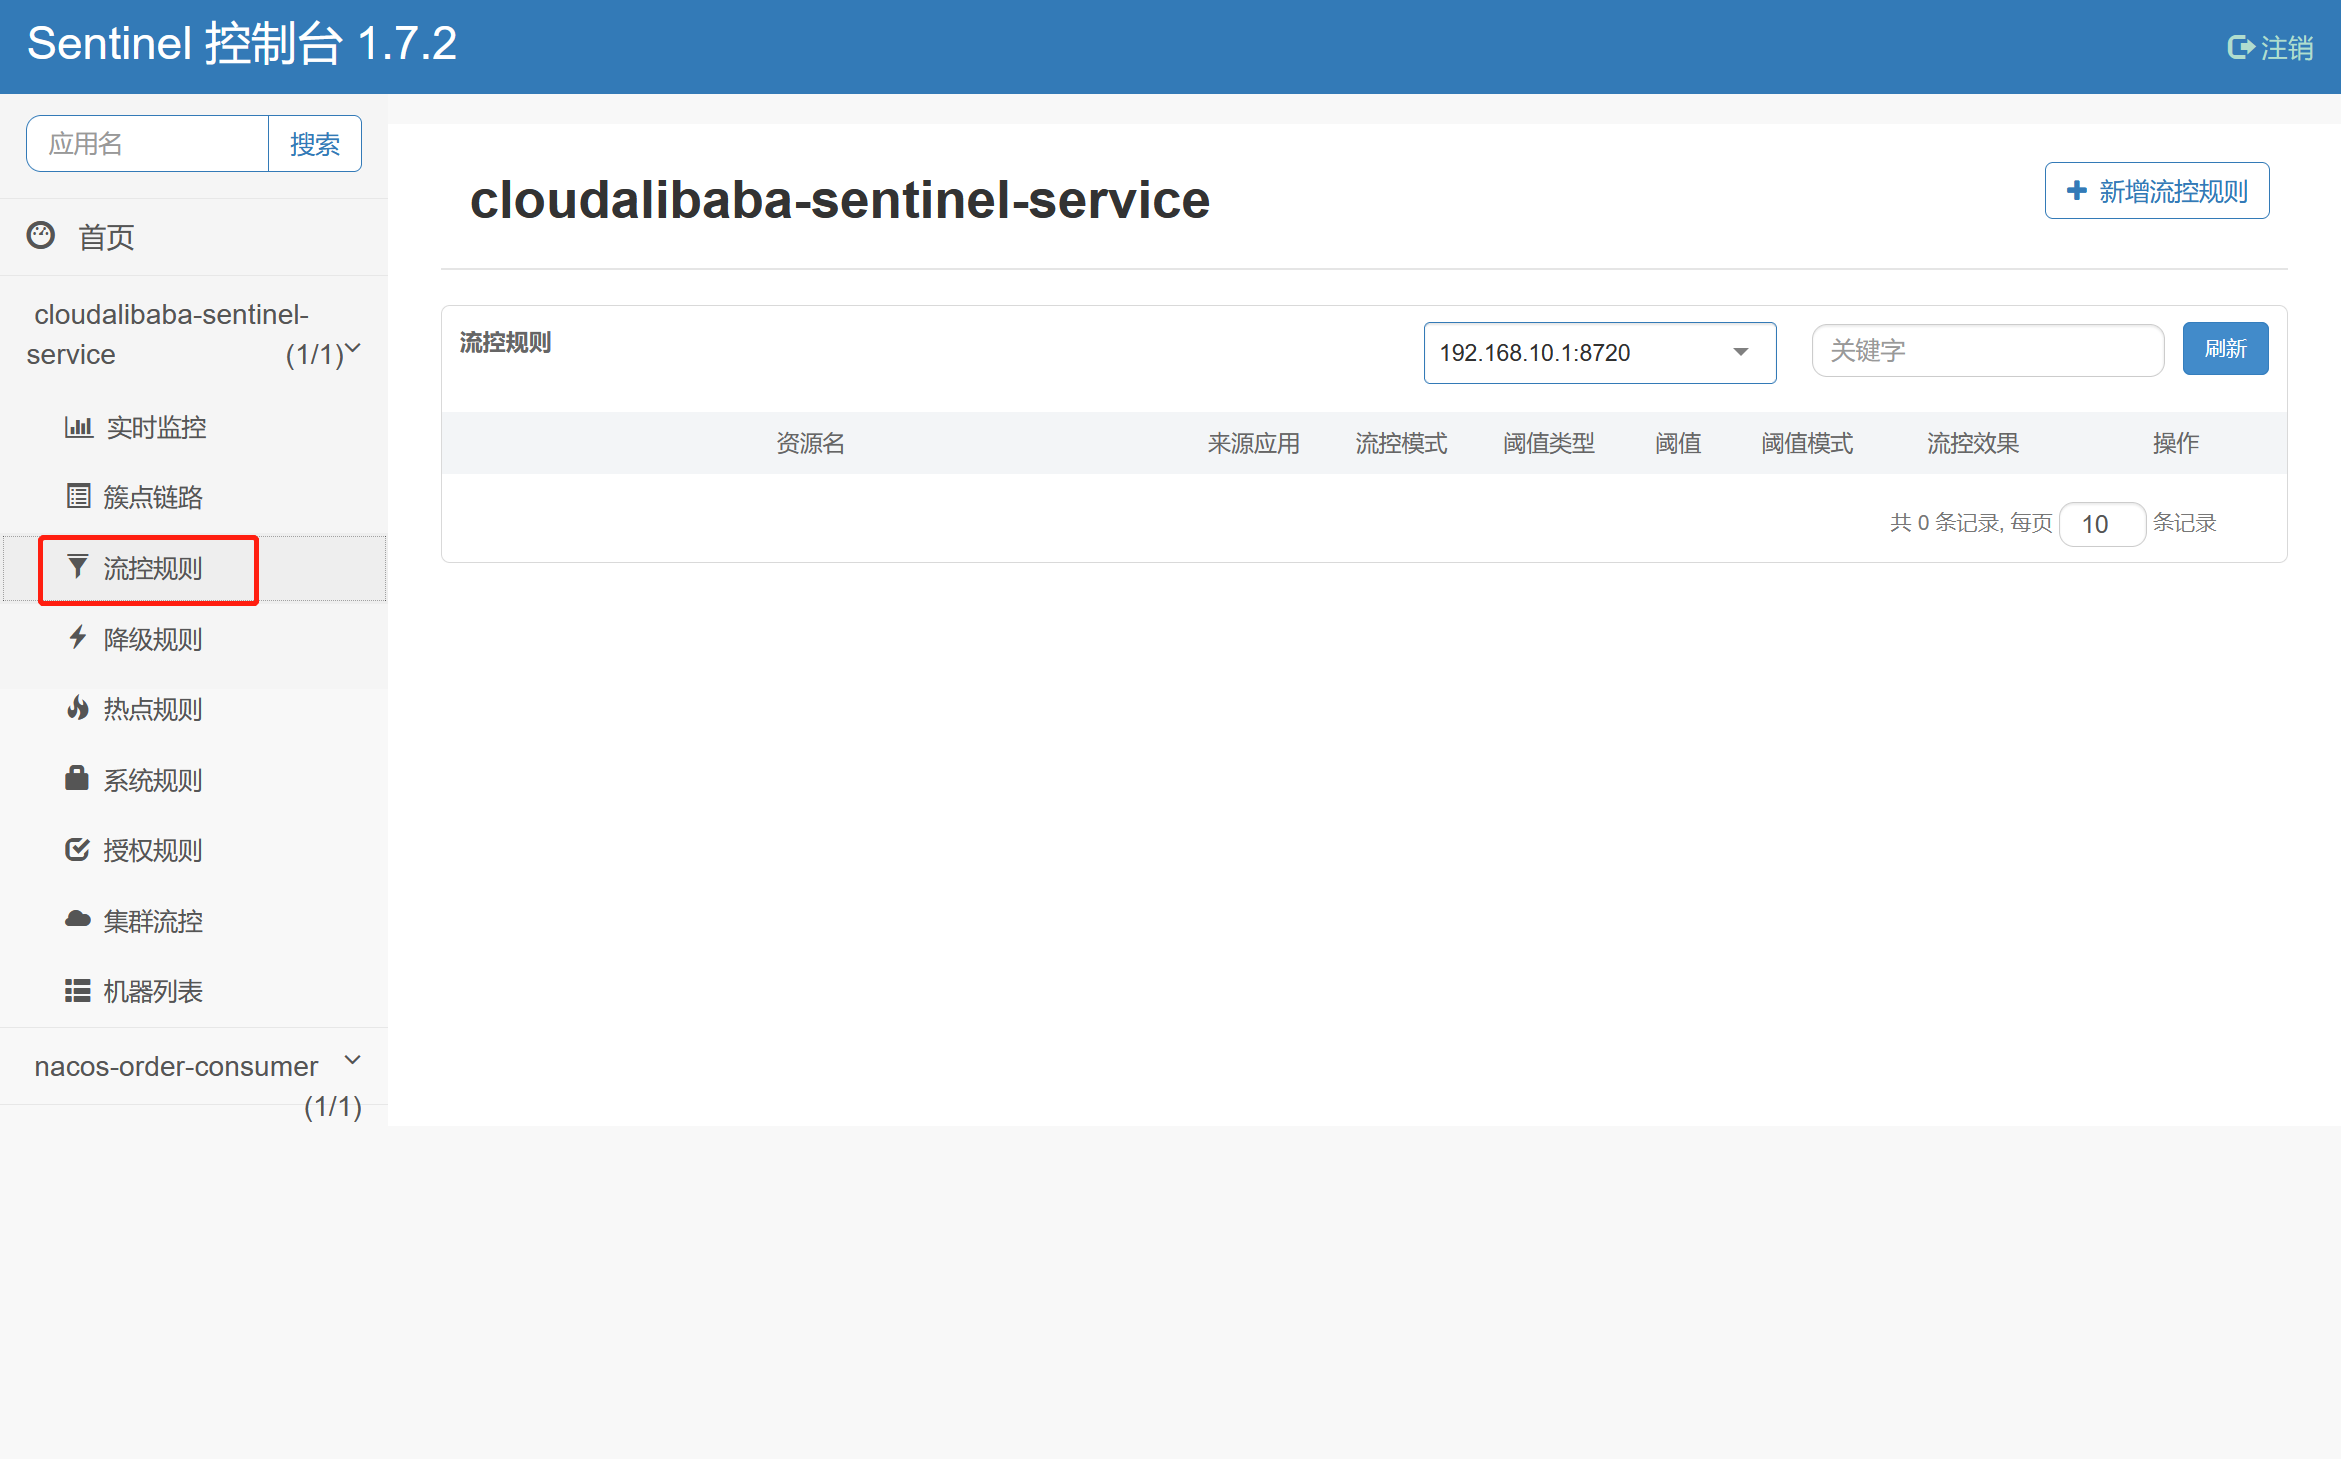 Sentinel 控制台 1.7.2
注销
应用名
搜索
首页
cloudalibaba-sentinel-
service
(1/1)
实时监控
簇点链路
流控规则
降级规则
热点规则
系统规则
授权规则
集群流控
机器列表
nacos-order-consumer
(1/1)
cloudalibaba-sentinel-service
新增流控规则
流控规则
192.168.10.1:8720
关键字
刷新
资源名 来源应用 流控模式 阈值类型 阈值 阈值模式 流控效果 操作
共 0 条记录, 每页 10 条记录